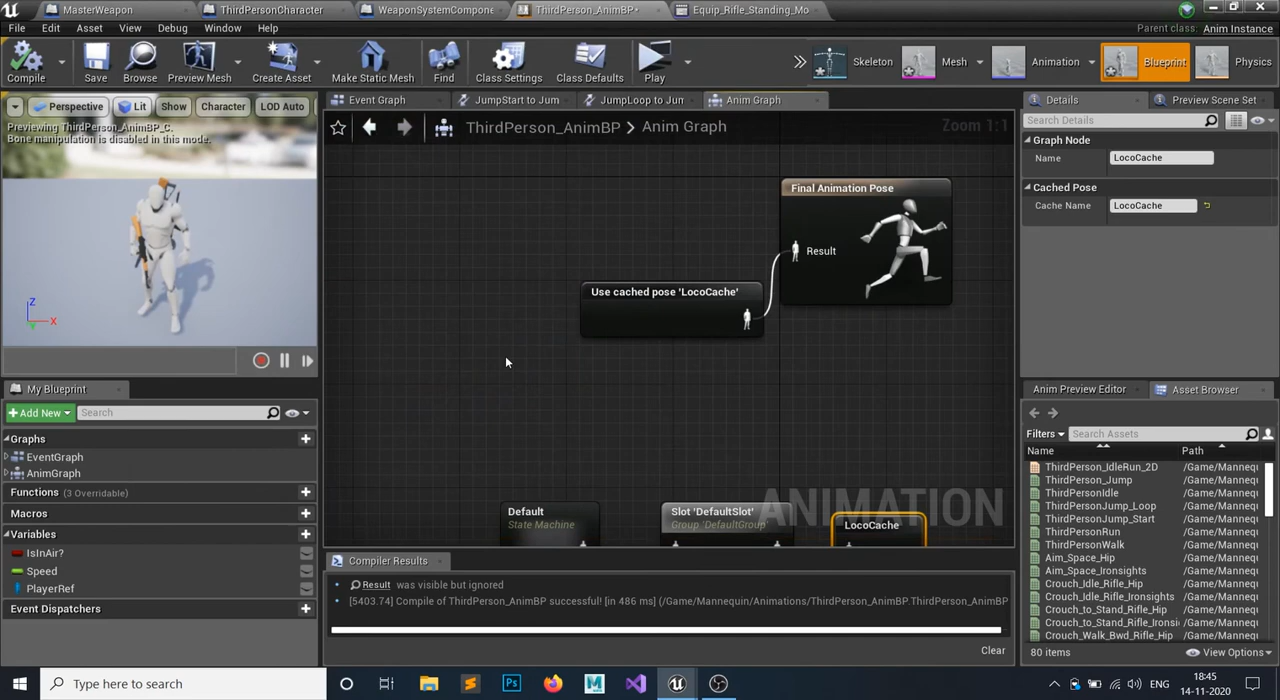 MasterWeapon
ThirdPersonCharacter
WeaponSystemCompone
ThirdPerson_AnimBP*
Equip_Rifle_Standing_Mo
File Edit Asset View Debug Window Help
Parent class: Anim Instance
Compile
Save
Browse
Preview Mesh
Create Asset
Make Static Mesh
Find
Class Settings
Class Defaults
Play
Skeleton
Mesh
Animation
Blueprint
Physics
Perspective Lit Show Character LOD Auto
Previewing ThirdPerson_AnimBP_C.
Bone manipulation is disabled in this mode.
Z
X
Y
Event Graph
JumpStart to Jum
JumpLoop to Jum
Anim Graph
ThirdPerson_AnimBP > Anim Graph
Zoom 1:1
Final Animation Pose
Result
Use cached pose 'LocoCache'
Default
State Machine
Slot 'DefaultSlot'
Group 'DefaultGroup'
LocoCache
ANIMATION
Details
Preview Scene Set
Search Details
Graph Node
Name LocoCache
Cached Pose
Cache Name LocoCache
My Blueprint
+Add New
Search
Graphs
EventGraph
AnimGraph
Functions (3 Overridable)
Macros
Variables
IsInAir?
Speed
PlayerRef
Event Dispatchers
Compiler Results
Result was visible but ignored
[5403.74] Compile of ThirdPerson_AnimBP successful! [in 486 ms] (/Game/Mannequin/Animations/ThirdPerson_AnimBP.ThirdPerson_AnimBP
Clear
Anim Preview Editor
Asset Browser
Filters
Search Assets
Name Path
ThirdPerson_IdleRun_2D /Game/Mannequ
ThirdPerson_Jump /Game/Mannequ
ThirdPersonIdle /Game/Mannequ
ThirdPersonJump_Loop /Game/Mannequ
ThirdPersonJump_Start /Game/Mannequ
ThirdPersonRun /Game/Mannequ
ThirdPersonWalk /Game/Mannequ
Aim_Space_Hip /Game/Mannequ
Aim_Space_Ironsights /Game/Mannequ
Crouch_Idle_Rifle_Hip /Game/Mannequ
Crouch_Idle_Rifle_Ironsights /Game/Mannequ
Crouch_to_Stand_Rifle_Hip /Game/Mannequ
Crouch_to_Stand_Rifle_Ironsi /Game/Mannequ
Crouch_Walk_Bwd_Rifle_Hip /Game/Mannequ
80 items
View Options
Type here to search
Ps
M
ENG
18:45
14-11-2020